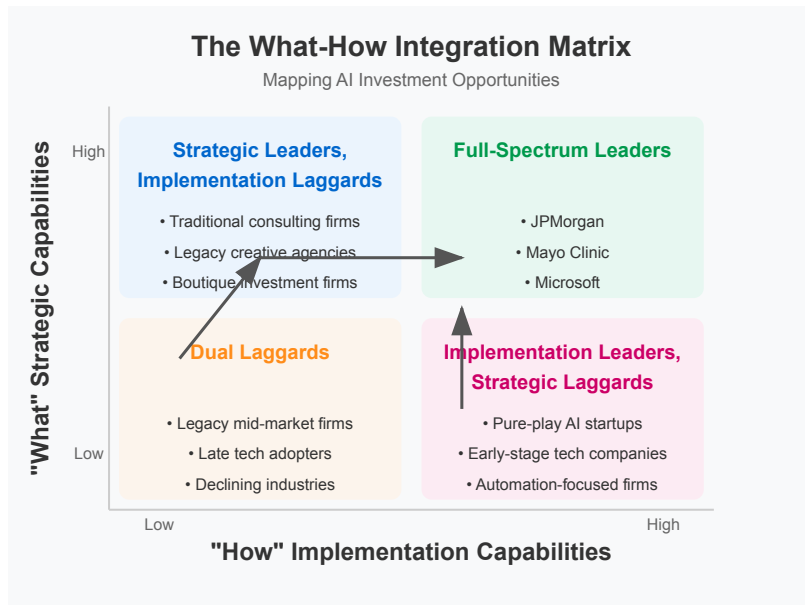 The What-How Integration Matrix
Mapping AI Investment Opportunities
"What" Strategic Capabilities
High
Low
Strategic Leaders,
Implementation Laggards
• Traditional consulting firms
• Legacy creative agencies
• Boutique investment firms
Full-Spectrum Leaders
• JPMorgan
• Mayo Clinic
• Microsoft
Dual Laggards
• Legacy mid-market firms
• Late tech adopters
• Declining industries
Implementation Leaders,
Strategic Laggards
• Pure-play AI startups
• Early-stage tech companies
• Automation-focused firms
Low
High
"How" Implementation Capabilities